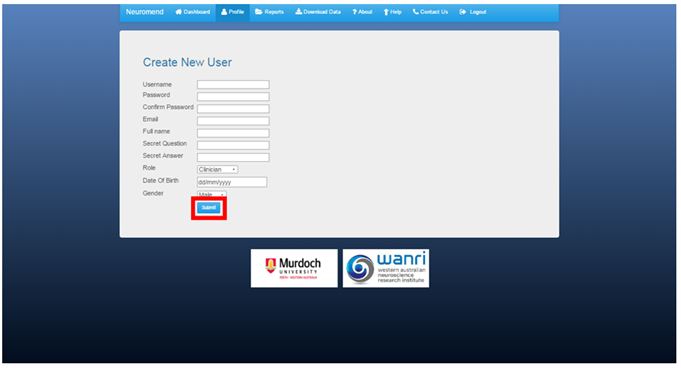 Neuromend Dashboard Profile Reports Download Data ? About Help Contact Us Logout
Create New User
Username
Password
Confirm Password
Email
Full name
Secret Question
Secret Answer
Role Clinician
Date Of Birth dd/mm/yyyy
Gender Male
Submit
Murdoch
UNIVERSITY
PERTH · WESTERN AUSTRALIA
wanri
western australian
neuroscience
research institute